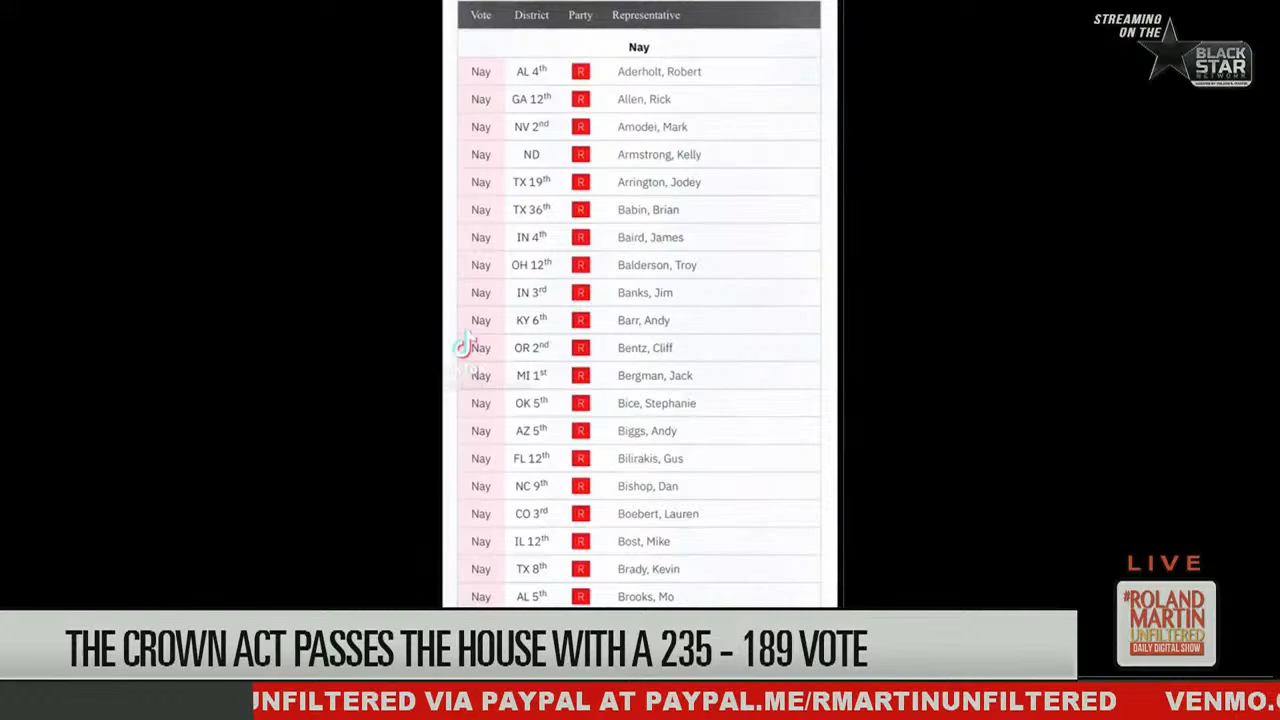 Vote District Party Representative
Nay
Nay AL 4th R Aderholt, Robert
Nay GA 12th R Allen, Rick
Nay NV 2nd R Amodei, Mark
Nay ND R Armstrong, Kelly
Nay TX 19th R Arrington, Jodey
Nay TX 36th R Babin, Brian
Nay IN 4th R Baird, James
Nay OH 12th R Balderson, Troy
Nay IN 3rd R Banks, Jim
Nay KY 6th R Barr, Andy
Nay OR 2nd R Bentz, Cliff
Nay MI 1st R Bergman, Jack
Nay OK 5th R Bice, Stephanie
Nay AZ 5th R Biggs, Andy
Nay FL 12th R Bilirakis, Gus
Nay NC 9th R Bishop, Dan
Nay CO 3rd R Boebert, Lauren
Nay IL 12th R Bost, Mike
Nay TX 8th R Brady, Kevin
Nay AL 5th R Brooks, Mo
STREAMING
ON THE
BLACK
STAR
NETWORK
LIVE
#ROLAND
MARTIN
UNFILTERED
DAILY DIGITAL SHOW
THE CROWN ACT PASSES THE HOUSE WITH A 235 - 189 VOTE
UNFILTERED VIA PAYPAL AT PAYPAL.ME/RMARTINUNFILTERED VENMO.